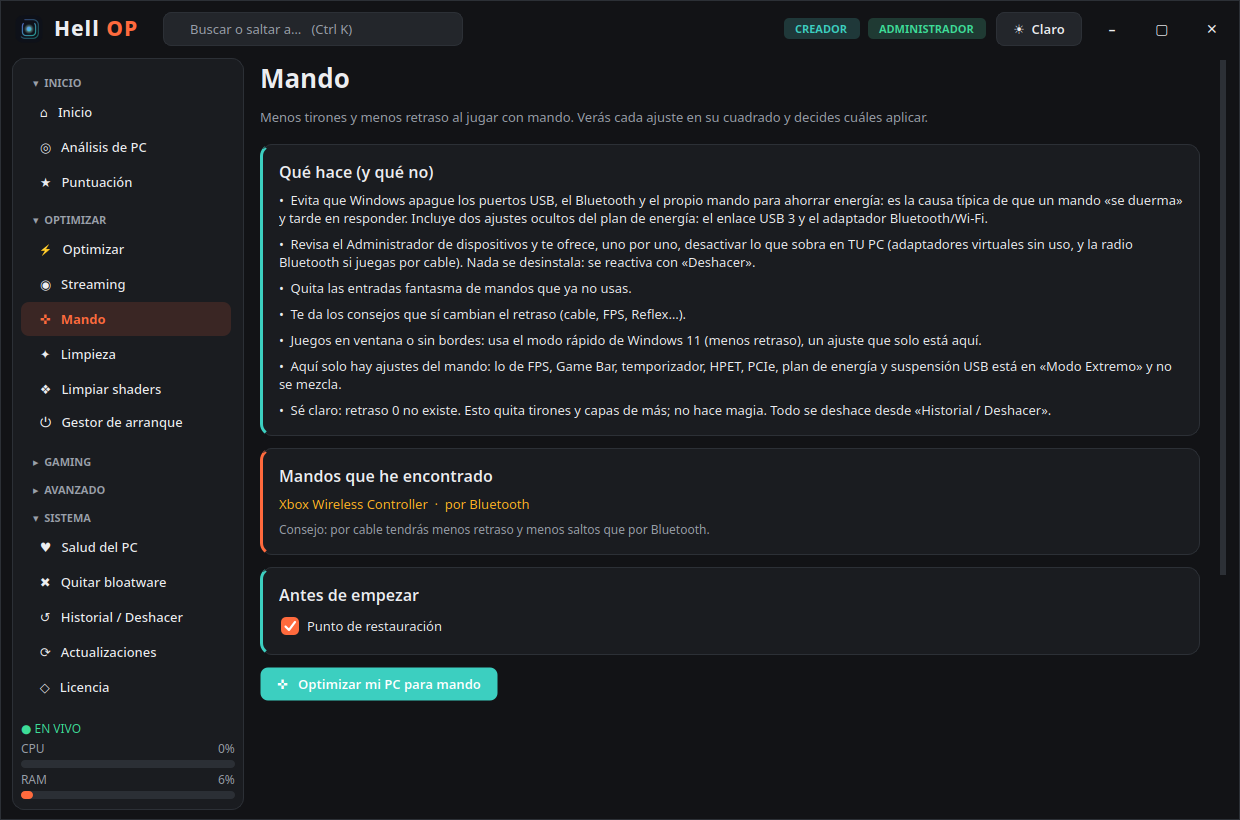 Hell OP
Buscar o saltar a... (Ctrl K)
CREADOR
ADMINISTRADOR
☀ Claro
▾ INICIO
⌂ Inicio
◎ Análisis de PC
★ Puntuación
▾ OPTIMIZAR
⚡ Optimizar
◉ Streaming
✜ Mando
✦ Limpieza
❖ Limpiar shaders
⏻ Gestor de arranque
▸ GAMING
▸ AVANZADO
▾ SISTEMA
♥ Salud del PC
✖ Quitar bloatware
↺ Historial / Deshacer
⟳ Actualizaciones
◇ Licencia
● EN VIVO
CPU 0%
RAM 6%
Mando
Menos tirones y menos retraso al jugar con mando. Verás cada ajuste en su cuadrado y decides cuáles aplicar.
Qué hace (y qué no)
• Evita que Windows apague los puertos USB, el Bluetooth y el propio mando para ahorrar energía: es la causa típica de que un mando «se duerma»
y tarde en responder. Incluye dos ajustes ocultos del plan de energía: el enlace USB 3 y el adaptador Bluetooth/Wi-Fi.
• Revisa el Administrador de dispositivos y te ofrece, uno por uno, desactivar lo que sobra en TU PC (adaptadores virtuales sin uso, y la radio
Bluetooth si juegas por cable). Nada se desinstala: se reactiva con «Deshacer».
• Quita las entradas fantasma de mandos que ya no usas.
• Te da los consejos que sí cambian el retraso (cable, FPS, Reflex...).
• Juegos en ventana o sin bordes: usa el modo rápido de Windows 11 (menos retraso), un ajuste que solo está aquí.
• Aquí solo hay ajustes del mando: lo de FPS, Game Bar, temporizador, HPET, PCIe, plan de energía y suspensión USB está en «Modo Extremo» y no
se mezcla.
• Sé claro: retraso 0 no existe. Esto quita tirones y capas de más; no hace magia. Todo se deshace desde «Historial / Deshacer».
Mandos que he encontrado
Xbox Wireless Controller · por Bluetooth
Consejo: por cable tendrás menos retraso y menos saltos que por Bluetooth.
Antes de empezar
Punto de restauración
✜ Optimizar mi PC para mando